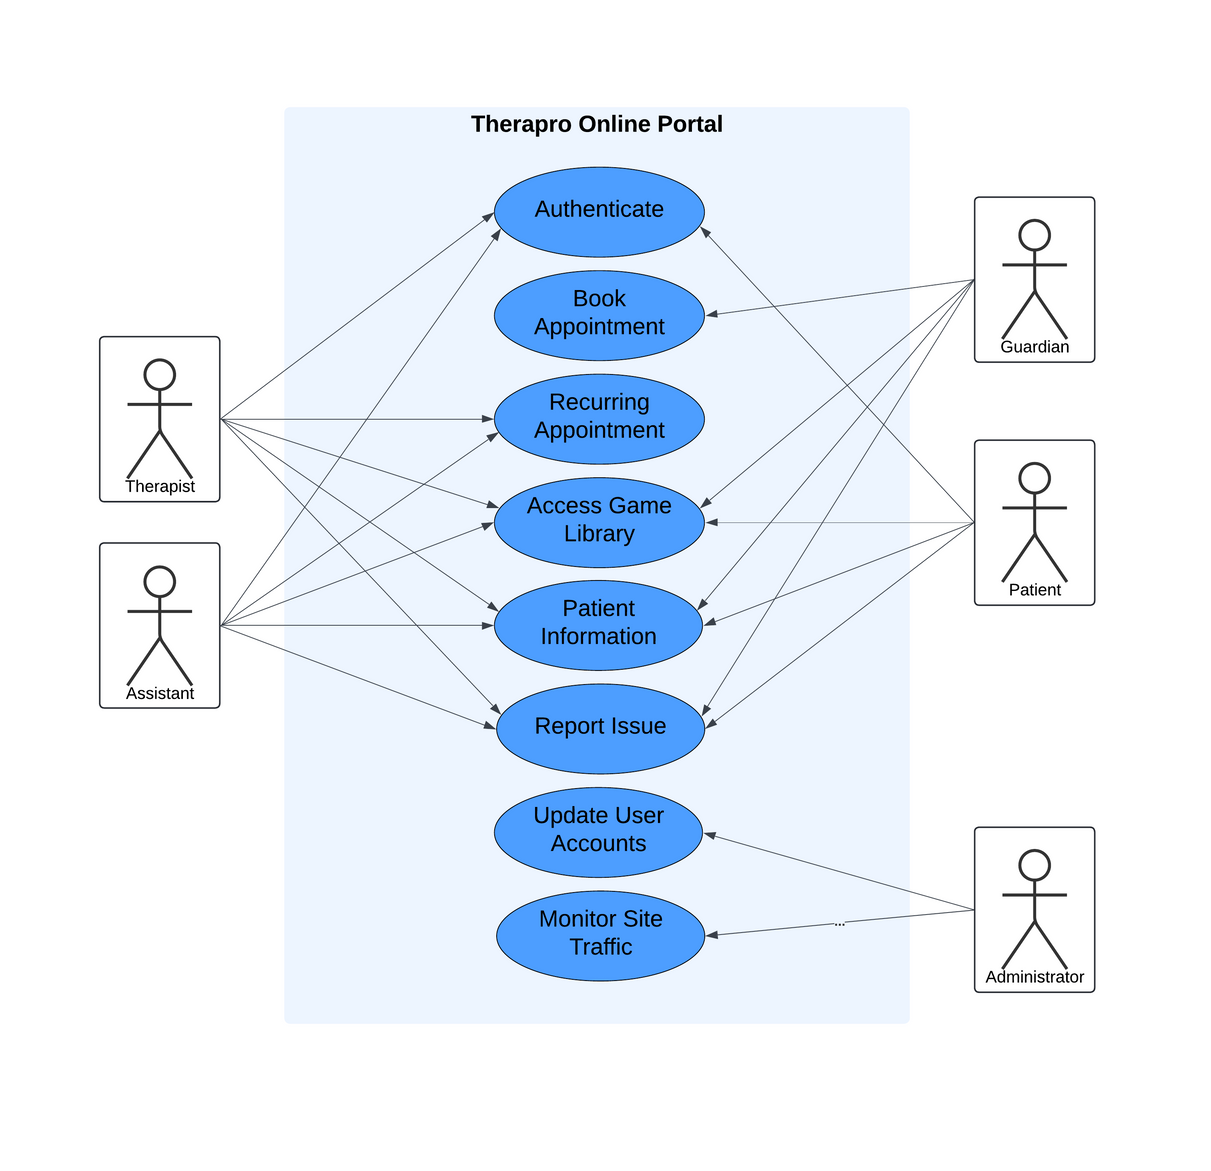 Therapro Online Portal
Authenticate
Book
Appointment
Recurring
Appointment
Access Game
Library
Patient
Information
Report Issue
Update User
Accounts
Monitor Site
Traffic
Therapist
Assistant
Guardian
Patient
Administrator
...